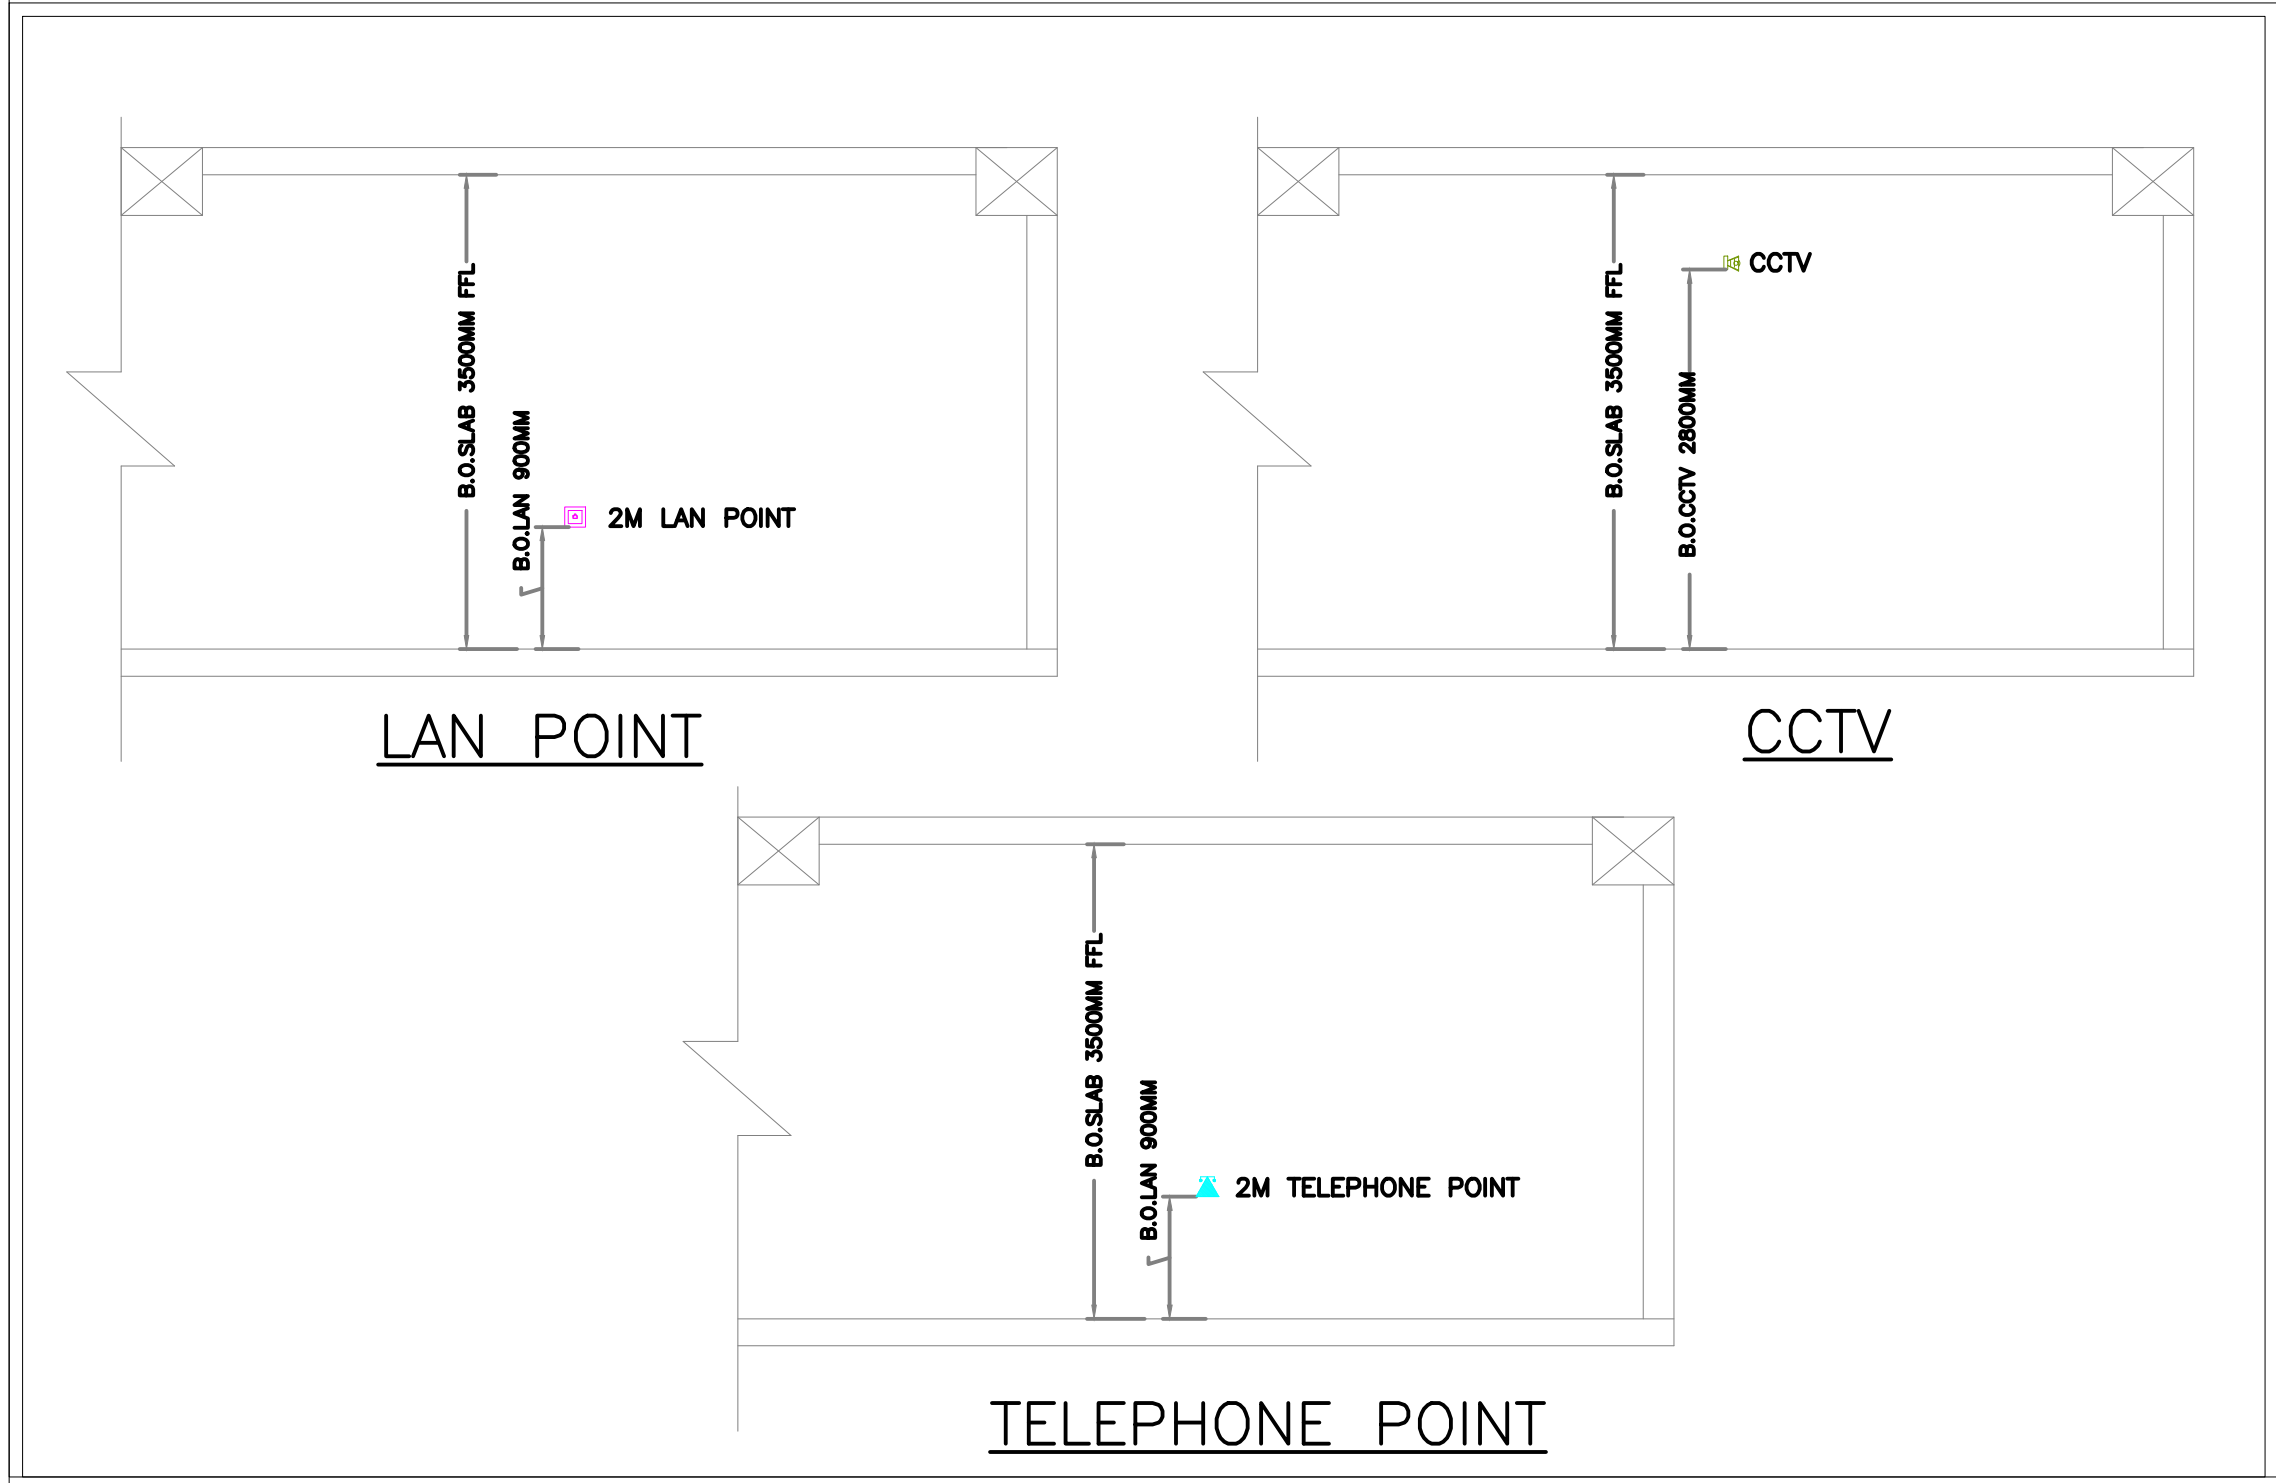 B.O.SLAB 3500MM FFL
B.O.LAN 900MM
2M LAN POINT
LAN POINT
B.O.SLAB 3500MM FFL
B.O.CCTV 2800MM
CCTV
CCTV
B.O.SLAB 3500MM FFL
B.O.LAN 900MM
2M TELEPHONE POINT
TELEPHONE POINT